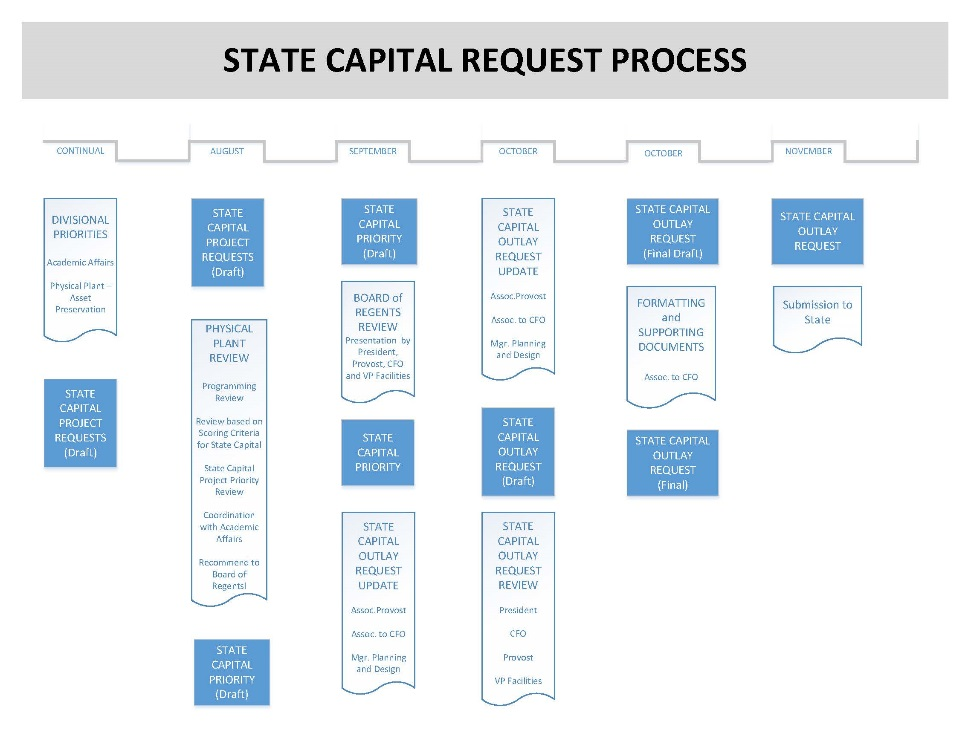 STATE CAPITAL REQUEST PROCESS
CONTINUAL
AUGUST
SEPTEMBER
OCTOBER
OCTOBER
NOVEMBER
DIVISIONAL
PRIORITIES
Academic Affairs
Physical Plant –
Asset
Preservation
STATE
CAPITAL
PROJECT
REQUESTS
(Draft)
STATE
CAPITAL
PROJECT
REQUESTS
(Draft)
PHYSICAL
PLANT
REVIEW
Programming
Review
Review based on
Scoring Criteria
for State Capital
State Capital
Project Priority
Review
Coordination
with Academic
Affairs
Recommend to
Board of
Regents!
STATE
CAPITAL
PRIORITY
(Draft)
STATE
CAPITAL
PRIORITY
(Draft)
BOARD of
REGENTS
REVIEW
Presentation by
President,
Provost, CFO
and VP Facilities
STATE
CAPITAL
PRIORITY
STATE
CAPITAL
OUTLAY
REQUEST
UPDATE
Assoc.Provost
Assoc. to CFO
Mgr. Planning
and Design
STATE
CAPITAL
OUTLAY
REQUEST
UPDATE
Assoc.Provost
Assoc. to CFO
Mgr. Planning
and Design
STATE
CAPITAL
OUTLAY
REQUEST
(Draft)
STATE
CAPITAL
OUTLAY
REQUEST
REVIEW
President
CFO
Provost
VP Facilities
STATE CAPITAL
OUTLAY
REQUEST
(Final Draft)
FORMATTING
and
SUPPORTING
DOCUMENTS
Assoc. to CFO
STATE CAPITAL
OUTLAY
REQUEST
(Final)
STATE CAPITAL
OUTLAY
REQUEST
Submission to
State